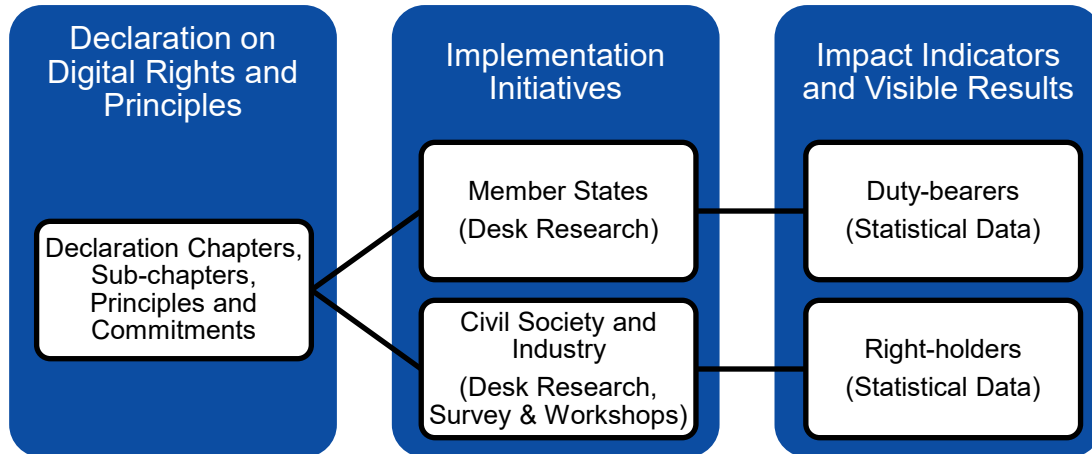 Declaration on
Digital Rights and
Principles
Declaration Chapters,
Sub-chapters,
Principles and
Commitments
Implementation
Initiatives
Member States
(Desk Research)
Civil Society and
Industry
(Desk Research,
Survey & Workshops)
Impact Indicators
and Visible Results
Duty-bearers
(Statistical Data)
Right-holders
(Statistical Data)